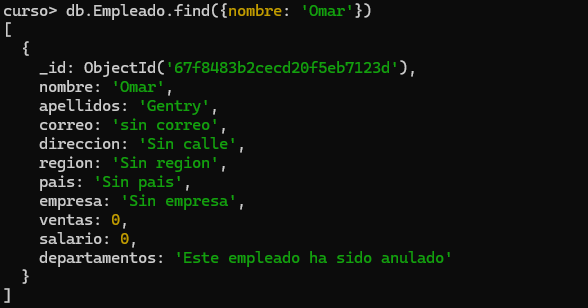 curso> db.Empleado.find({nombre: 'Omar'})
[
  {
    _id: ObjectId('67f8483b2cecd20f5eb7123d'),
    nombre: 'Omar',
    apellidos: 'Gentry',
    correo: 'sin correo',
    direccion: 'Sin calle',
    region: 'Sin region',
    pais: 'Sin pais',
    empresa: 'Sin empresa',
    ventas: 0,
    salario: 0,
    departamentos: 'Este empleado ha sido anulado'
  }
]